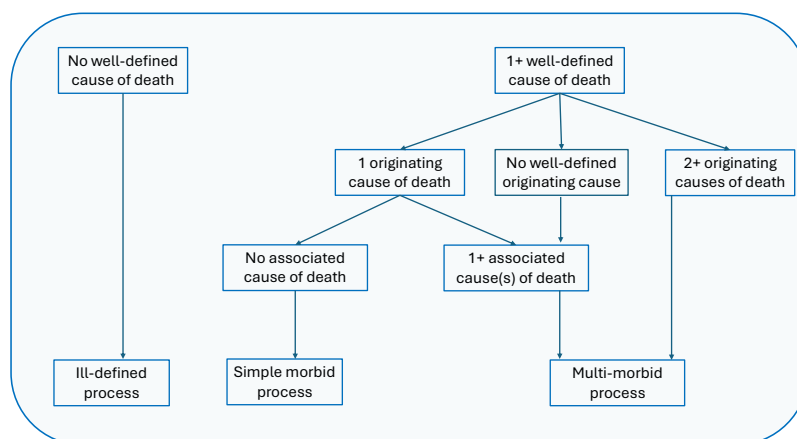 No well-defined
cause of death
1+ well-defined
cause of death
1 originating
cause of death
No well-defined
originating cause
2+ originating
causes of death
No associated
cause of death
1+ associated
cause(s) of death
Ill-defined
process
Simple morbid
process
Multi-morbid
process